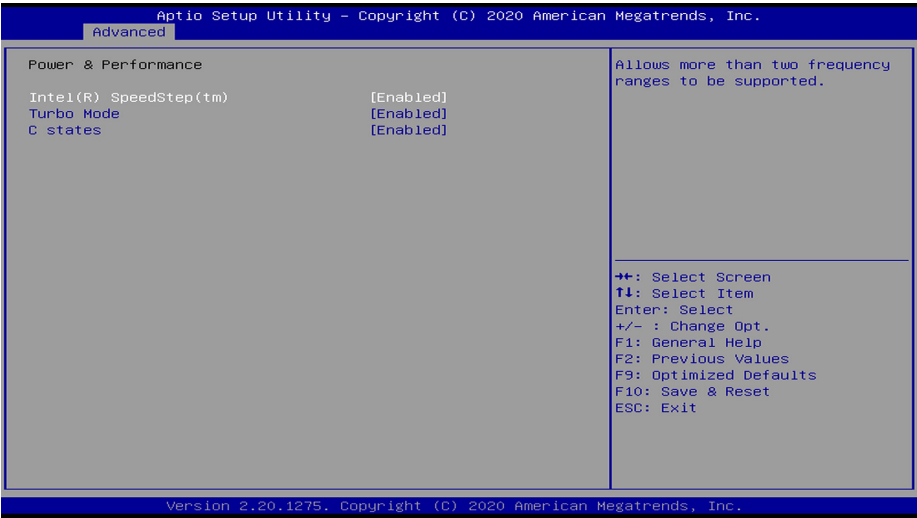 Aptio Setup Utility – Copyright (C) 2020 American Megatrends, Inc.
Advanced
Power & Performance
Intel(R) SpeedStep(tm) [Enabled]
Turbo Mode [Enabled]
C states [Enabled]
Allows more than two frequency
ranges to be supported.
→←: Select Screen
↑↓: Select Item
Enter: Select
+/– : Change Opt.
F1: General Help
F2: Previous Values
F9: Optimized Defaults
F10: Save & Reset
ESC: Exit
Version 2.20.1275. Copyright (C) 2020 American Megatrends, Inc.